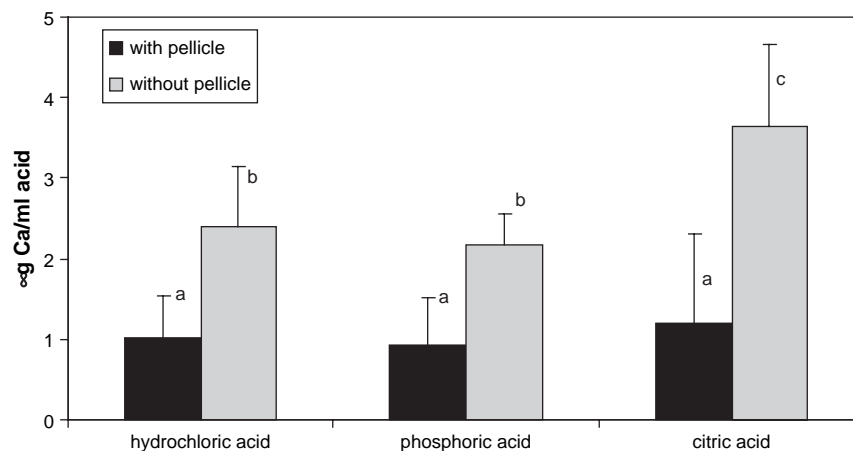 5
4
3
2
1
0
∝g Ca/ml acid
with pellicle
without pellicle
a
b
a
b
a
c
hydrochloric acid
phosphoric acid
citric acid